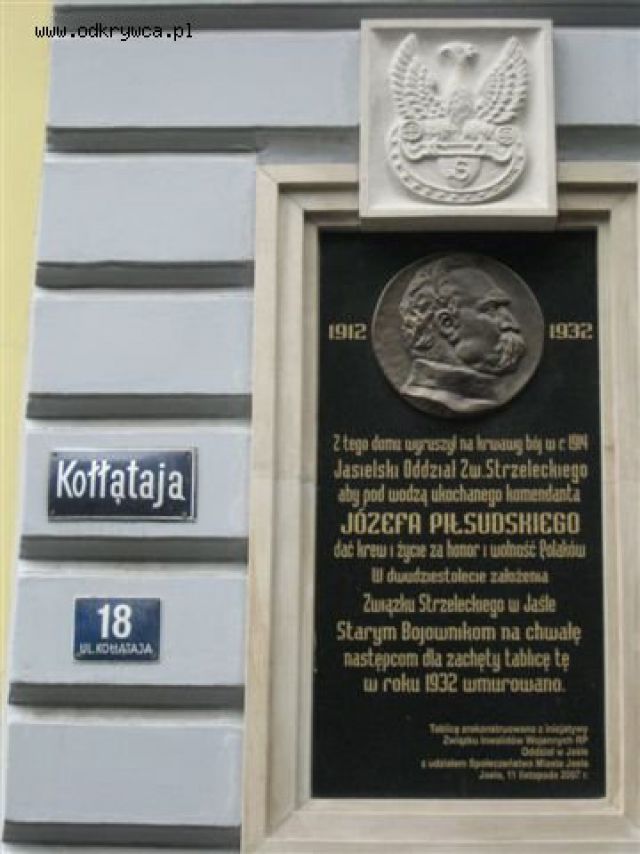 www.odkrywca.pl
S
1912 1932
Z tego domu wyruszył na krwawy bój w r. 1914
Jasielski Oddział Zw. Strzeleckiego
aby pod wodzą ukochanego komendanta
JÓZEFA PIŁSUDSKIEGO
dać krew i życie za honor i wolność Polaków
W dwudziestolecie założenia
Związku Strzeleckiego w Jaśle
Starym Bojownikom na chwałę
następcom dla zachęty tablicę tę
w roku 1932 wmurowano.
Tablicę zrekonstruowano z inicjatywy
Związku Inwalidów Wojennych RP
Oddział w Jaśle
z udziałem Społeczeństwa Miasta Jasła
Jasło, 11 listopada 2007 r.
Kołłątaja
18
UL. KOŁŁĄTAJA